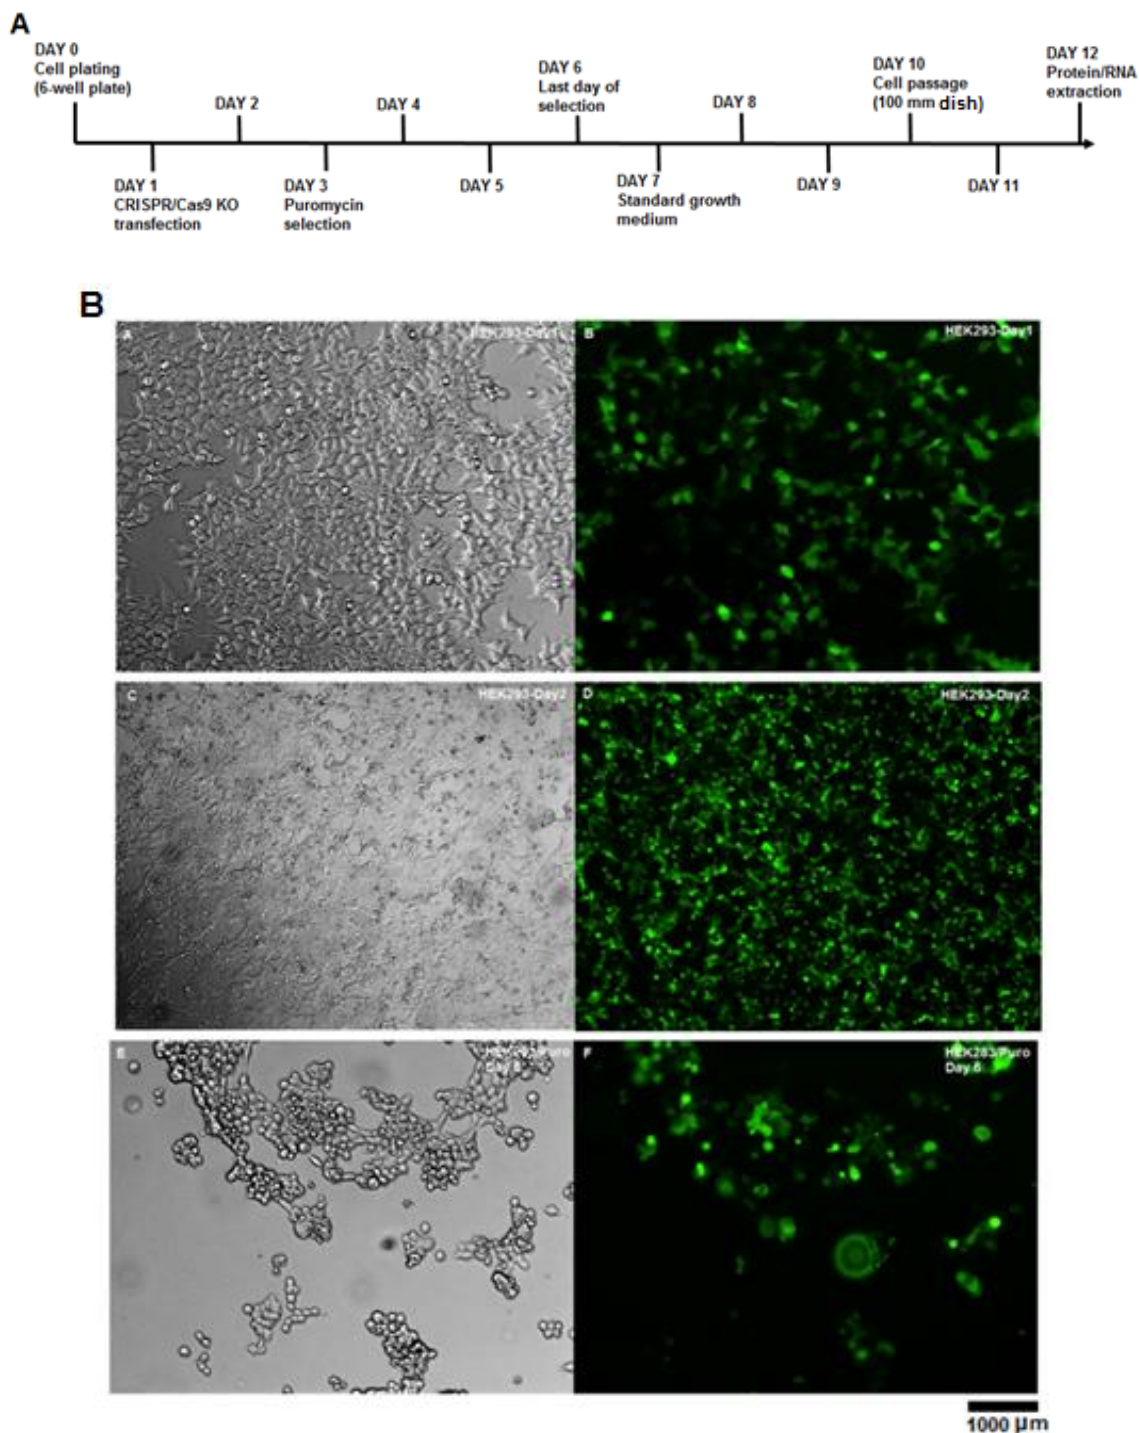 A
DAY 0
Cell plating
(6-well plate)
DAY 2
DAY 4
DAY 6
Last day of
selection
DAY 8
DAY 10
Cell passage
(100 mm dish)
DAY 12
Protein/RNA
extraction
DAY 1
CRISPR/Cas9 KO
transfection
DAY 3
Puromycin
selection
DAY 5
DAY 7
Standard growth
medium
DAY 9
DAY 11
B
A
HEK293-Day1
B
HEK293-Day1
C
HEK293-Day2
D
HEK293-Day2
E
Day
F
HEK293/Puro
Day 6
1000 µm